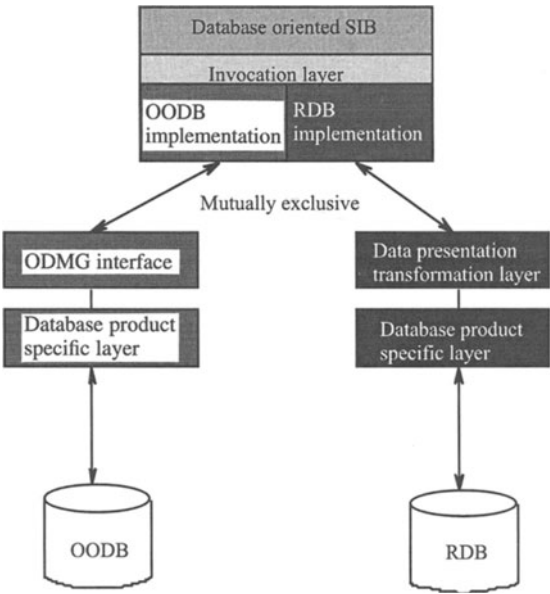 Database oriented SIB
Invocation layer
OODB
implementation
RDB
implementation
Mutually exclusive
ODMG interface
Data presentation
transformation layer
Database product
specific layer
Database product
specific layer
OODB
RDB